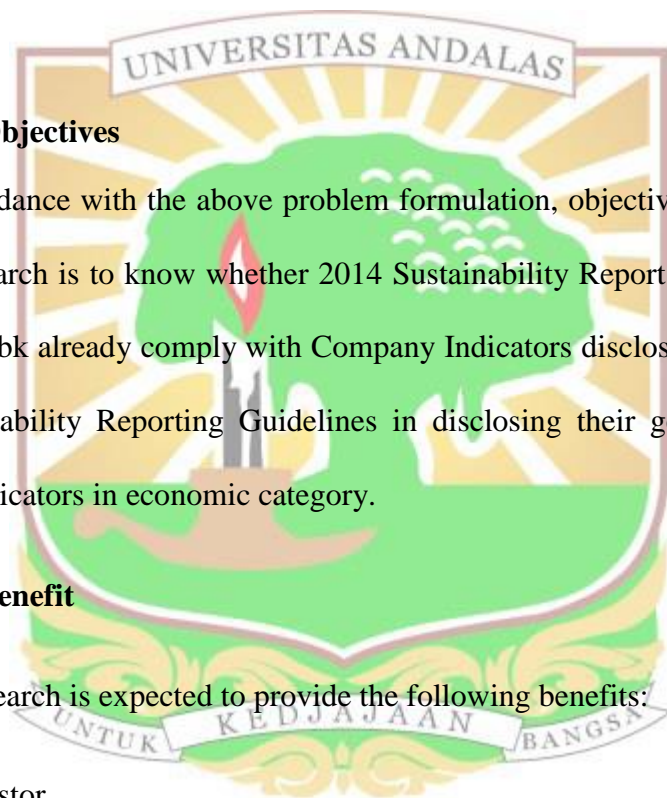 UNIVERSITAS ANDALAS
bjectives
dance with the above problem formulation, objectiv
arch is to know whether 2014 Sustainability Report
bk already comply with Company Indicators disclos
ability Reporting Guidelines in disclosing their g
dicators in economic category.
enefit
earch is expected to provide the following benefits:
UNTUK KEDJAJAAN BANGSA
stor